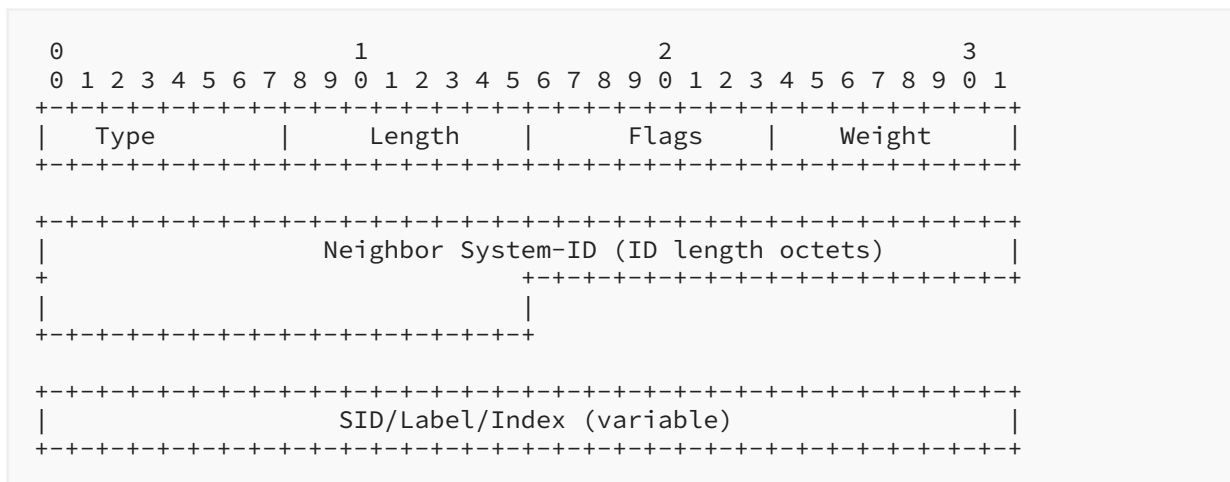 0                   1                   2                   3
 0 1 2 3 4 5 6 7 8 9 0 1 2 3 4 5 6 7 8 9 0 1 2 3 4 5 6 7 8 9 0 1
+-+-+-+-+-+-+-+-+-+-+-+-+-+-+-+-+-+-+-+-+-+-+-+-+-+-+-+-+-+-+-+-+
|   Type        |     Length    |      Flags    |    Weight     |
+-+-+-+-+-+-+-+-+-+-+-+-+-+-+-+-+-+-+-+-+-+-+-+-+-+-+-+-+-+-+-+-+

+-+-+-+-+-+-+-+-+-+-+-+-+-+-+-+-+-+-+-+-+-+-+-+-+-+-+-+-+-+-+-+-+
|                  Neighbor System-ID (ID length octets)        |
+                               +-+-+-+-+-+-+-+-+-+-+-+-+-+-+-+-+
|                               |
+-+-+-+-+-+-+-+-+-+-+-+-+-+-+-+-+

+-+-+-+-+-+-+-+-+-+-+-+-+-+-+-+-+-+-+-+-+-+-+-+-+-+-+-+-+-+-+-+-+
|                   SID/Label/Index (variable)                  |
+-+-+-+-+-+-+-+-+-+-+-+-+-+-+-+-+-+-+-+-+-+-+-+-+-+-+-+-+-+-+-+-+